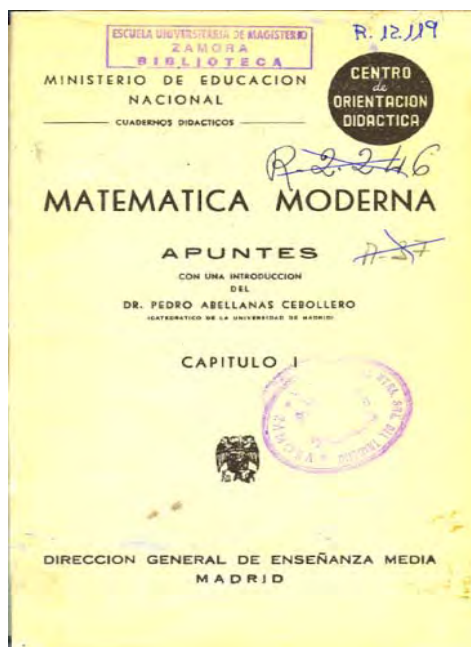 ESCUELA UNIVERSITARIA DE MAGISTERIO
ZAMORA
BIBLIOTECA
R. 12.119
MINISTERIO DE EDUCACION
NACIONAL
CUADERNOS DIDACTICOS
CENTRO
de
ORIENTACION
DIDACTICA
R-2.246
MATEMATICA MODERNA
APUNTES
CON UNA INTRODUCCION
DEL
DR. PEDRO ABELLANAS CEBOLLERO
(CATEDRATICO DE LA UNIVERSIDAD DE MADRID)
CAPITULO I
ZAMORA
DIRECCION GENERAL DE ENSEÑANZA MEDIA
MADRID